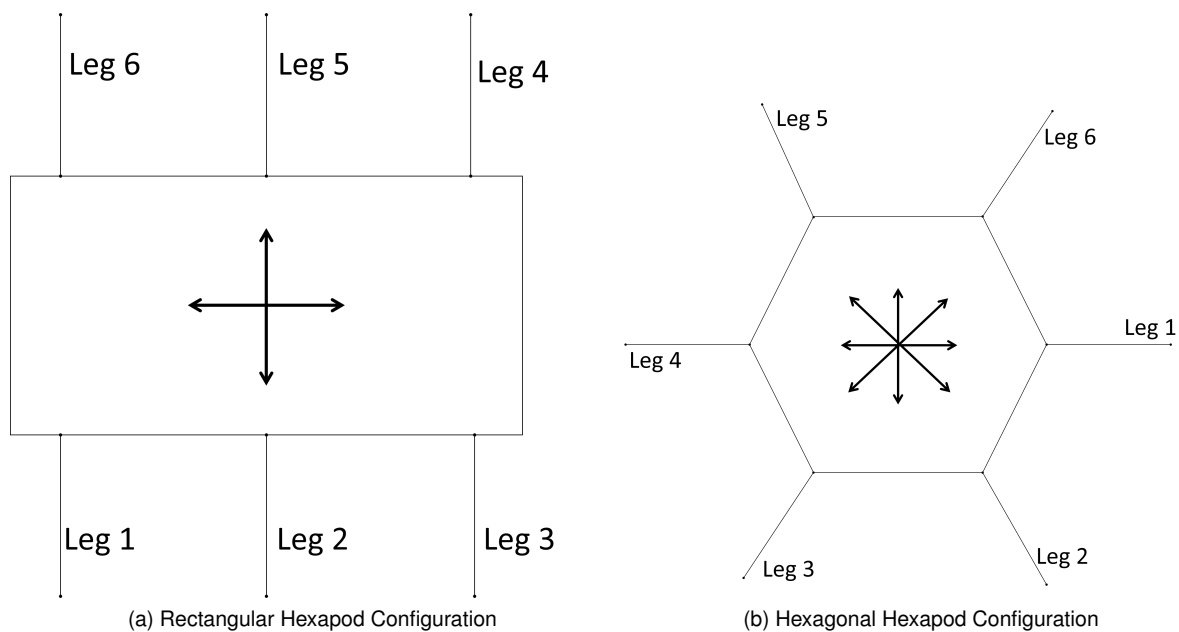 Leg 6
Leg 5
Leg 4
Leg 1
Leg 2
Leg 3
(a) Rectangular Hexapod Configuration
Leg 5
Leg 6
Leg 1
Leg 4
Leg 2
Leg 3
(b) Hexagonal Hexapod Configuration